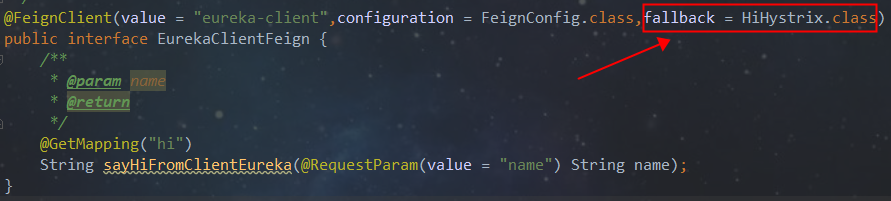 */
@FeignClient(value = "eureka-client",configuration = FeignConfig.class,fallback = HiHystrix.class)
public interface EurekaClientFeign {
/**
* @param name
* @return
*/
@GetMapping("hi")
String sayHiFromClientEureka(@RequestParam(value = "name") String name);
}